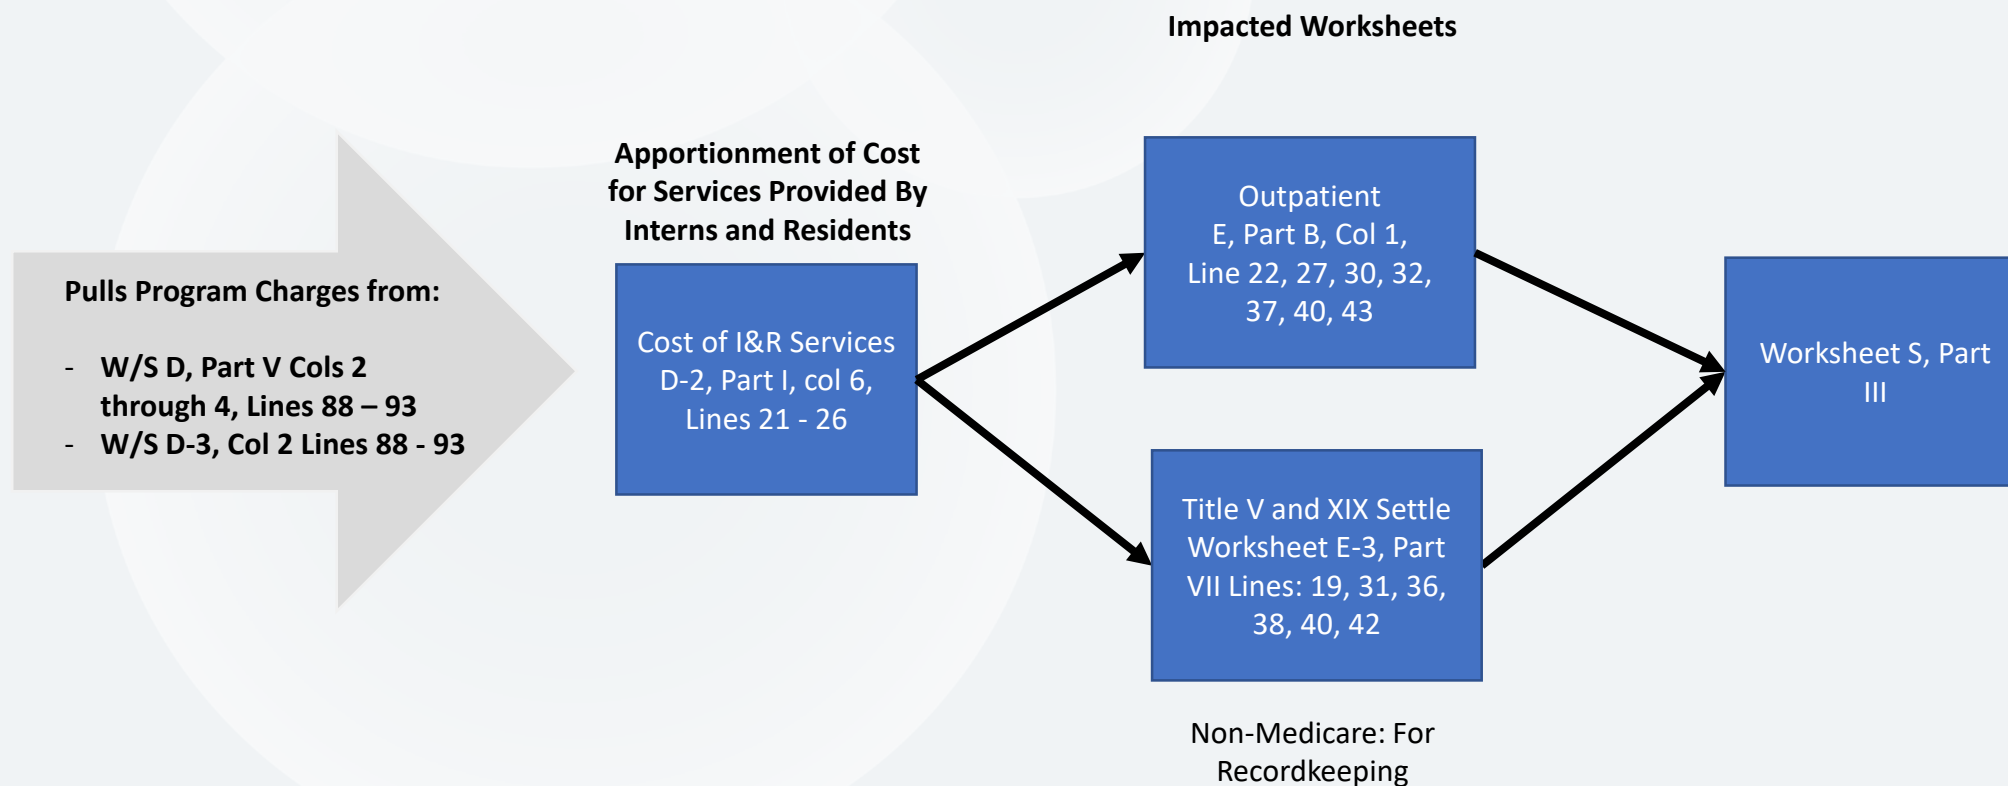 Impacted Worksheets
Pulls Program Charges from:
- W/S D, Part V Cols 2
through 4, Lines 88 – 93
- W/S D-3, Col 2 Lines 88 - 93
Apportionment of Cost
for Services Provided By
Interns and Residents
Cost of I&R Services
D-2, Part I, col 6,
Lines 21 - 26
Outpatient
E, Part B, Col 1,
Line 22, 27, 30, 32,
37, 40, 43
Title V and XIX Settle
Worksheet E-3, Part
VII Lines: 19, 31, 36,
38, 40, 42
Non-Medicare: For
Recordkeeping
Worksheet S, Part
III